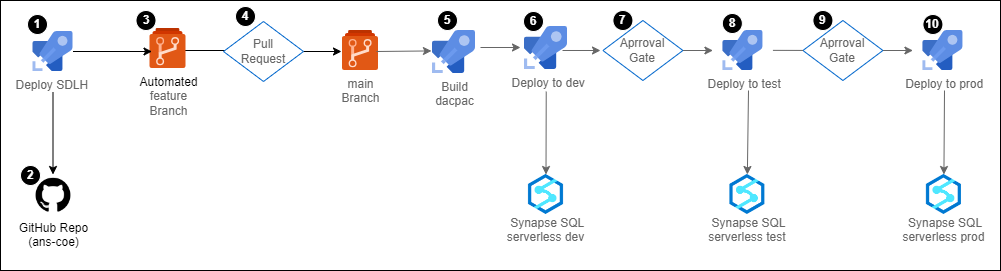 1
3
4
5
6
7
8
9
10
Pull
Request
Aprroval
Gate
Aprroval
Gate
Deploy SDLH
Automated
feature
Branch
main
Branch
Build
dacpac
Deploy to dev
Deploy to test
Deploy to prod
2
GitHub Repo
(ans-coe)
Synapse SQL
serverless dev
Synapse SQL
serverless test
Synapse SQL
serverless prod